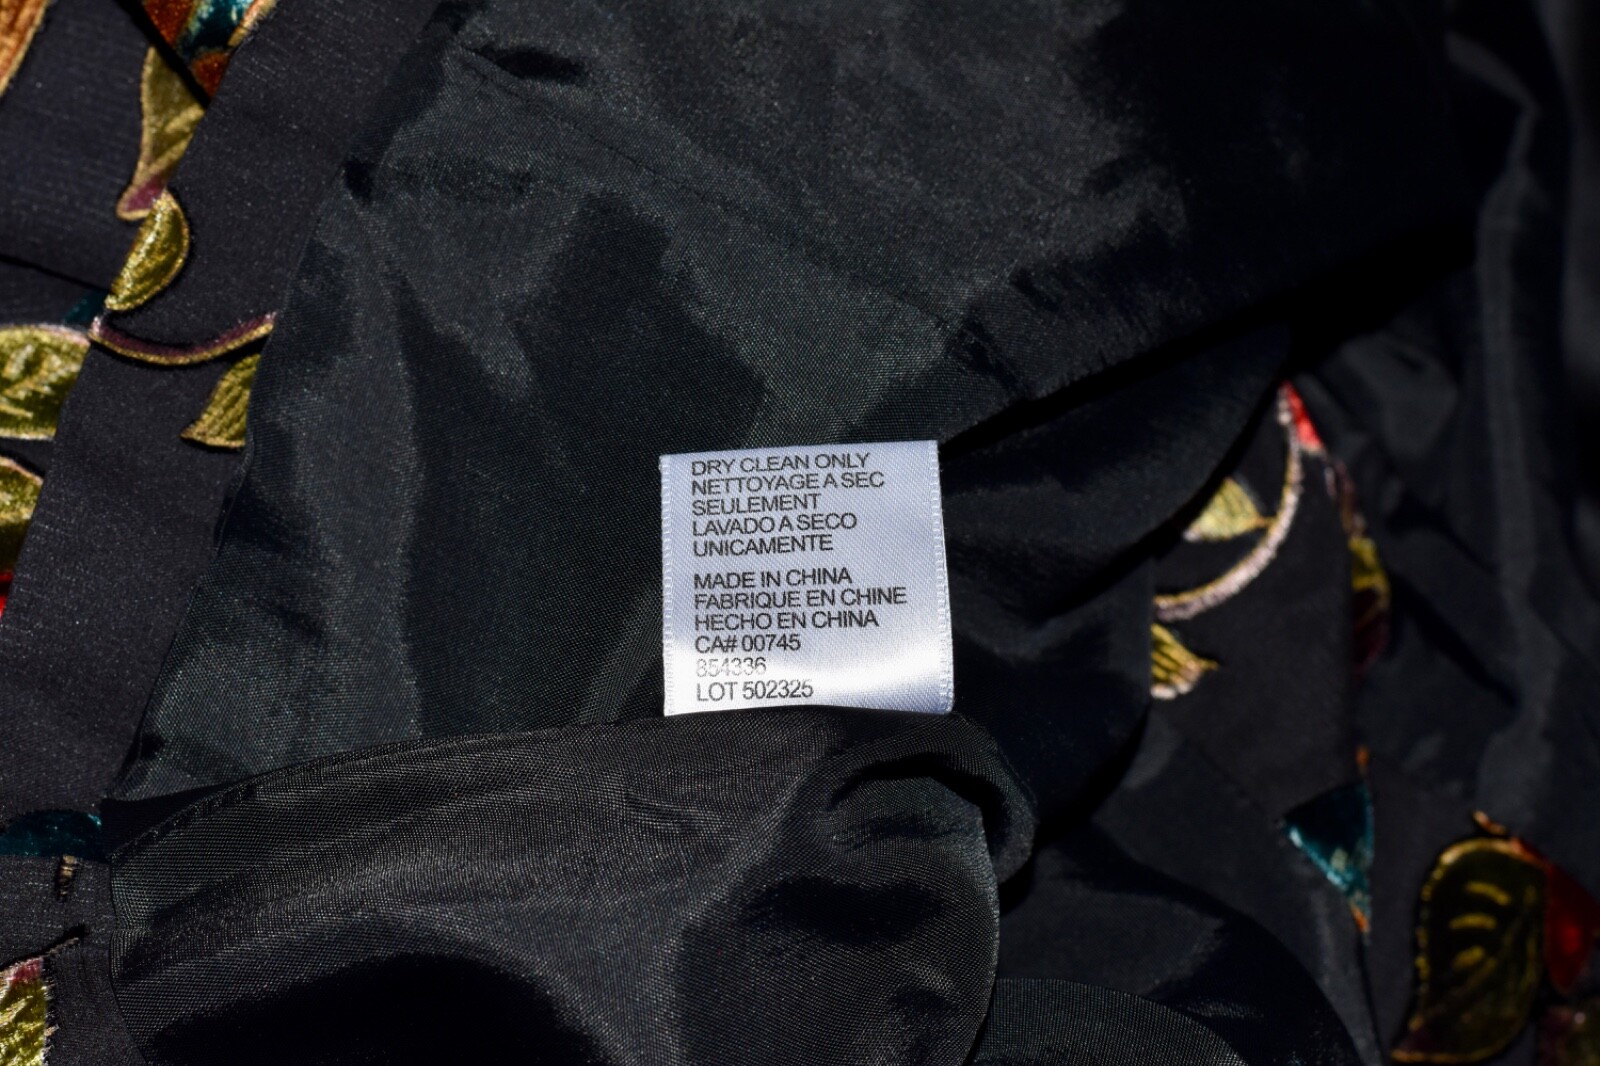 DRY CLEAN ONLY
NETTOYAGE A SEC
SEULEMENT
LAVADO A SECO
UNICAMENTE
MADE IN CHINA
FABRIQUE EN CHINE
HECHO EN CHINA
CA# 00745
854336
LOT 502325